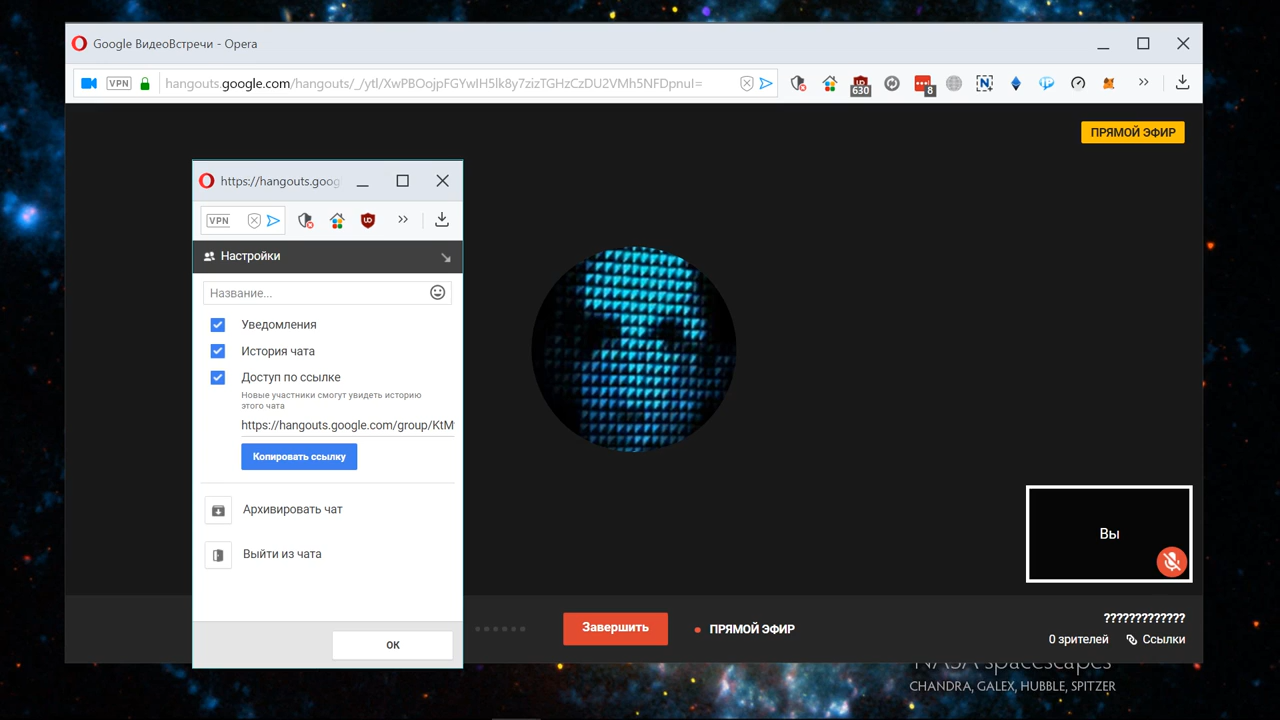 Google ВидеоВстречи - Opera
VPN
hangouts.google.com/hangouts/_/ytl/XwPBOojpFGYwIH5lk8y7zizTGHzCzDU2VMh5NFDpnuI=
630
8
ПРЯМОЙ ЭФИР
https://hangouts.goog
VPN
Настройки
Название...
Уведомления
История чата
Доступ по ссылке
Новые участники смогут увидеть историю
этого чата
https://hangouts.google.com/group/KtM
Копировать ссылку
Архивировать чат
Выйти из чата
OK
Вы
Завершить
ПРЯМОЙ ЭФИР
?????????????
0 зрителей
Ссылки
NASA spacescapes
CHANDRA, GALEX, HUBBLE, SPITZER